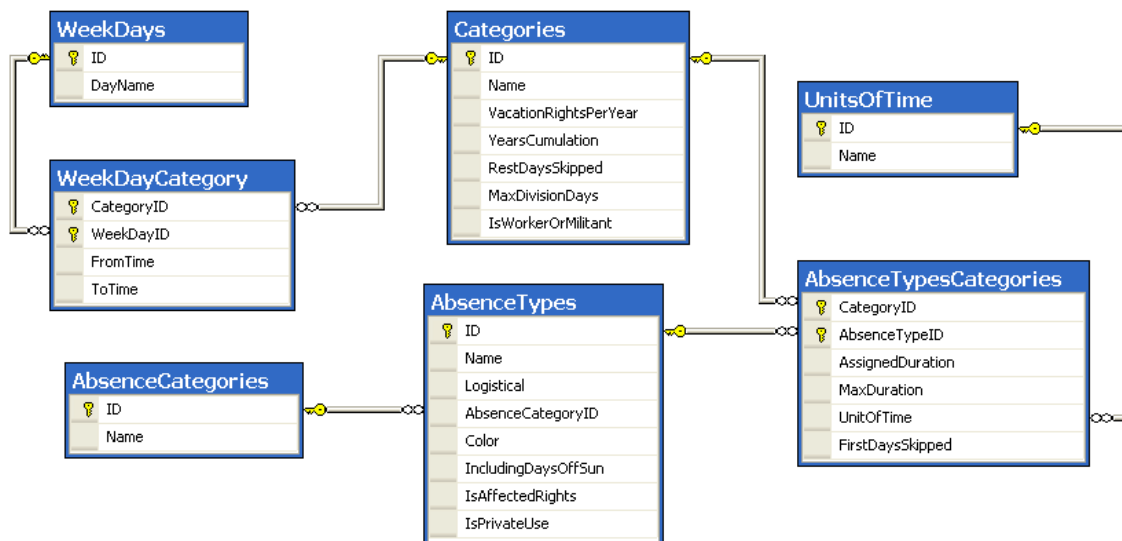 WeekDays
ID
DayName
Categories
ID
Name
VacationRightsPerYear
YearsCumulation
RestDaysSkipped
MaxDivisionDays
IsWorkerOrMilitant
UnitsOfTime
ID
Name
WeekDayCategory
CategoryID
WeekDayID
FromTime
ToTime
AbsenceTypes
ID
Name
Logistical
AbsenceCategoryID
Color
IncludingDaysOffSun
IsAffectedRights
IsPrivateUse
AbsenceTypesCategories
CategoryID
AbsenceTypeID
AssignedDuration
MaxDuration
UnitOfTime
FirstDaysSkipped
AbsenceCategories
ID
Name